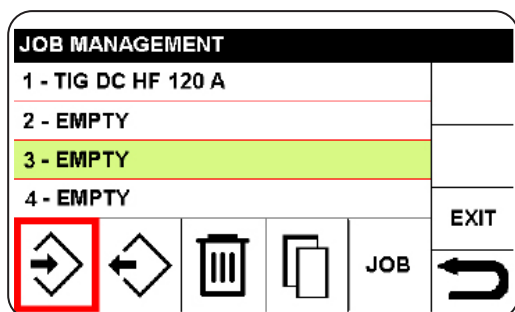 JOB MANAGEMENT
1 - TIG DC HF 120 A
2 - EMPTY
3 - EMPTY
4 - EMPTY
EXIT
JOB